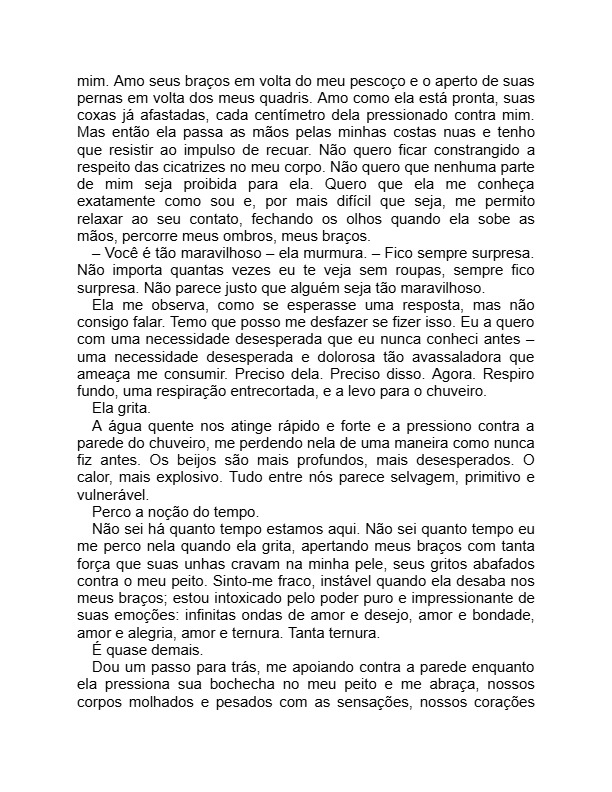 mim. Amo seus braços em volta do meu pescoço e o aperto de suas
pernas em volta dos meus quadris. Amo como ela está pronta, suas
coxas já afastadas, cada centímetro dela pressionado contra mim.
Mas então ela passa as mãos pelas minhas costas nuas e tenho
que resistir ao impulso de recuar. Não quero ficar constrangido a
respeito das cicatrizes no meu corpo. Não quero que nenhuma parte
de mim seja proibida para ela. Quero que ela me conheça
exatamente como sou e, por mais difícil que seja, me permito
relaxar ao seu contato, fechando os olhos quando ela sobe as
mãos, percorre meus ombros, meus braços.
– Você é tão maravilhoso – ela murmura. – Fico sempre surpresa.
Não importa quantas vezes eu te veja sem roupas, sempre fico
surpresa. Não parece justo que alguém seja tão maravilhoso.
Ela me observa, como se esperasse uma resposta, mas não
consigo falar. Temo que posso me desfazer se fizer isso. Eu a quero
com uma necessidade desesperada que eu nunca conheci antes –
uma necessidade desesperada e dolorosa tão avassaladora que
ameaça me consumir. Preciso dela. Preciso disso. Agora. Respiro
fundo, uma respiração entrecortada, e a levo para o chuveiro.
Ela grita.
A água quente nos atinge rápido e forte e a pressiono contra a
parede do chuveiro, me perdendo nela de uma maneira como nunca
fiz antes. Os beijos são mais profundos, mais desesperados. O
calor, mais explosivo. Tudo entre nós parece selvagem, primitivo e
vulnerável.
Perco a noção do tempo.
Não sei há quanto tempo estamos aqui. Não sei quanto tempo eu
me perco nela quando ela grita, apertando meus braços com tanta
força que suas unhas cravam na minha pele, seus gritos abafados
contra o meu peito. Sinto-me fraco, instável quando ela desaba nos
meus braços; estou intoxicado pelo poder puro e impressionante de
suas emoções: infinitas ondas de amor e desejo, amor e bondade,
amor e alegria, amor e ternura. Tanta ternura.
É quase demais.
Dou um passo para trás, me apoiando contra a parede enquanto
ela pressiona sua bochecha no meu peito e me abraça, nossos
corpos molhados e pesados com as sensações, nossos corações